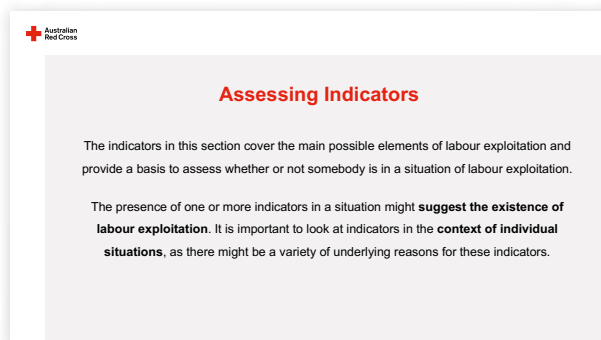 Australian
Red Cross
Assessing Indicators
The indicators in this section cover the main possible elements of labour exploitation and
provide a basis to assess whether or not somebody is in a situation of labour exploitation.
The presence of one or more indicators in a situation might suggest the existence of
labour exploitation. It is important to look at indicators in the context of individual
situations, as there might be a variety of underlying reasons for these indicators.